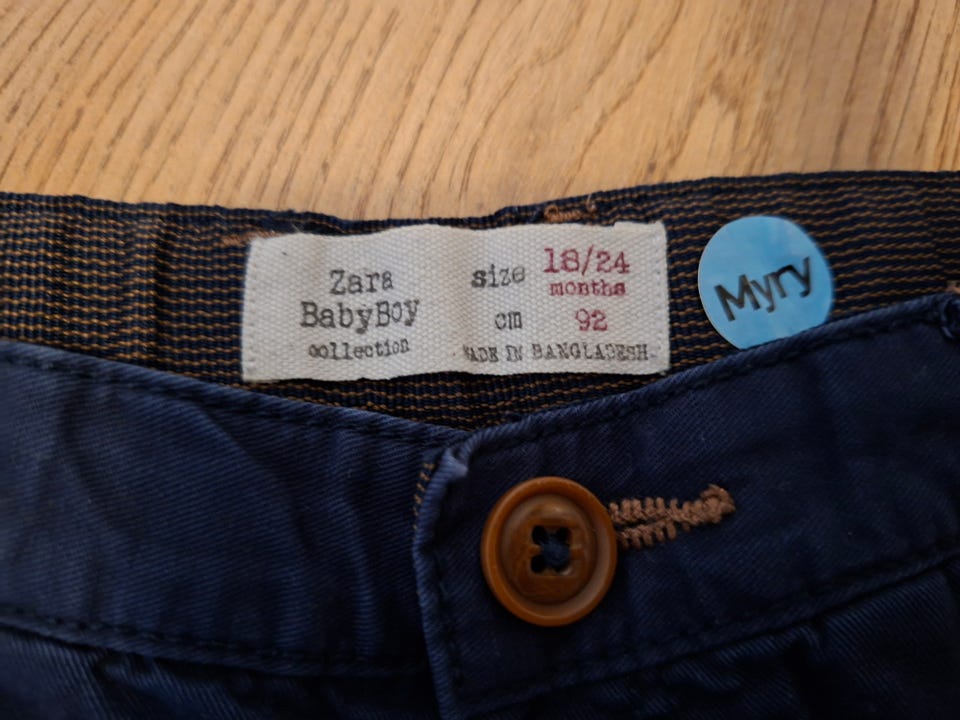 Zara
BabyBoy
collection
size 18/24
months
cm 92
MADE IN BANGLADESH
Myry